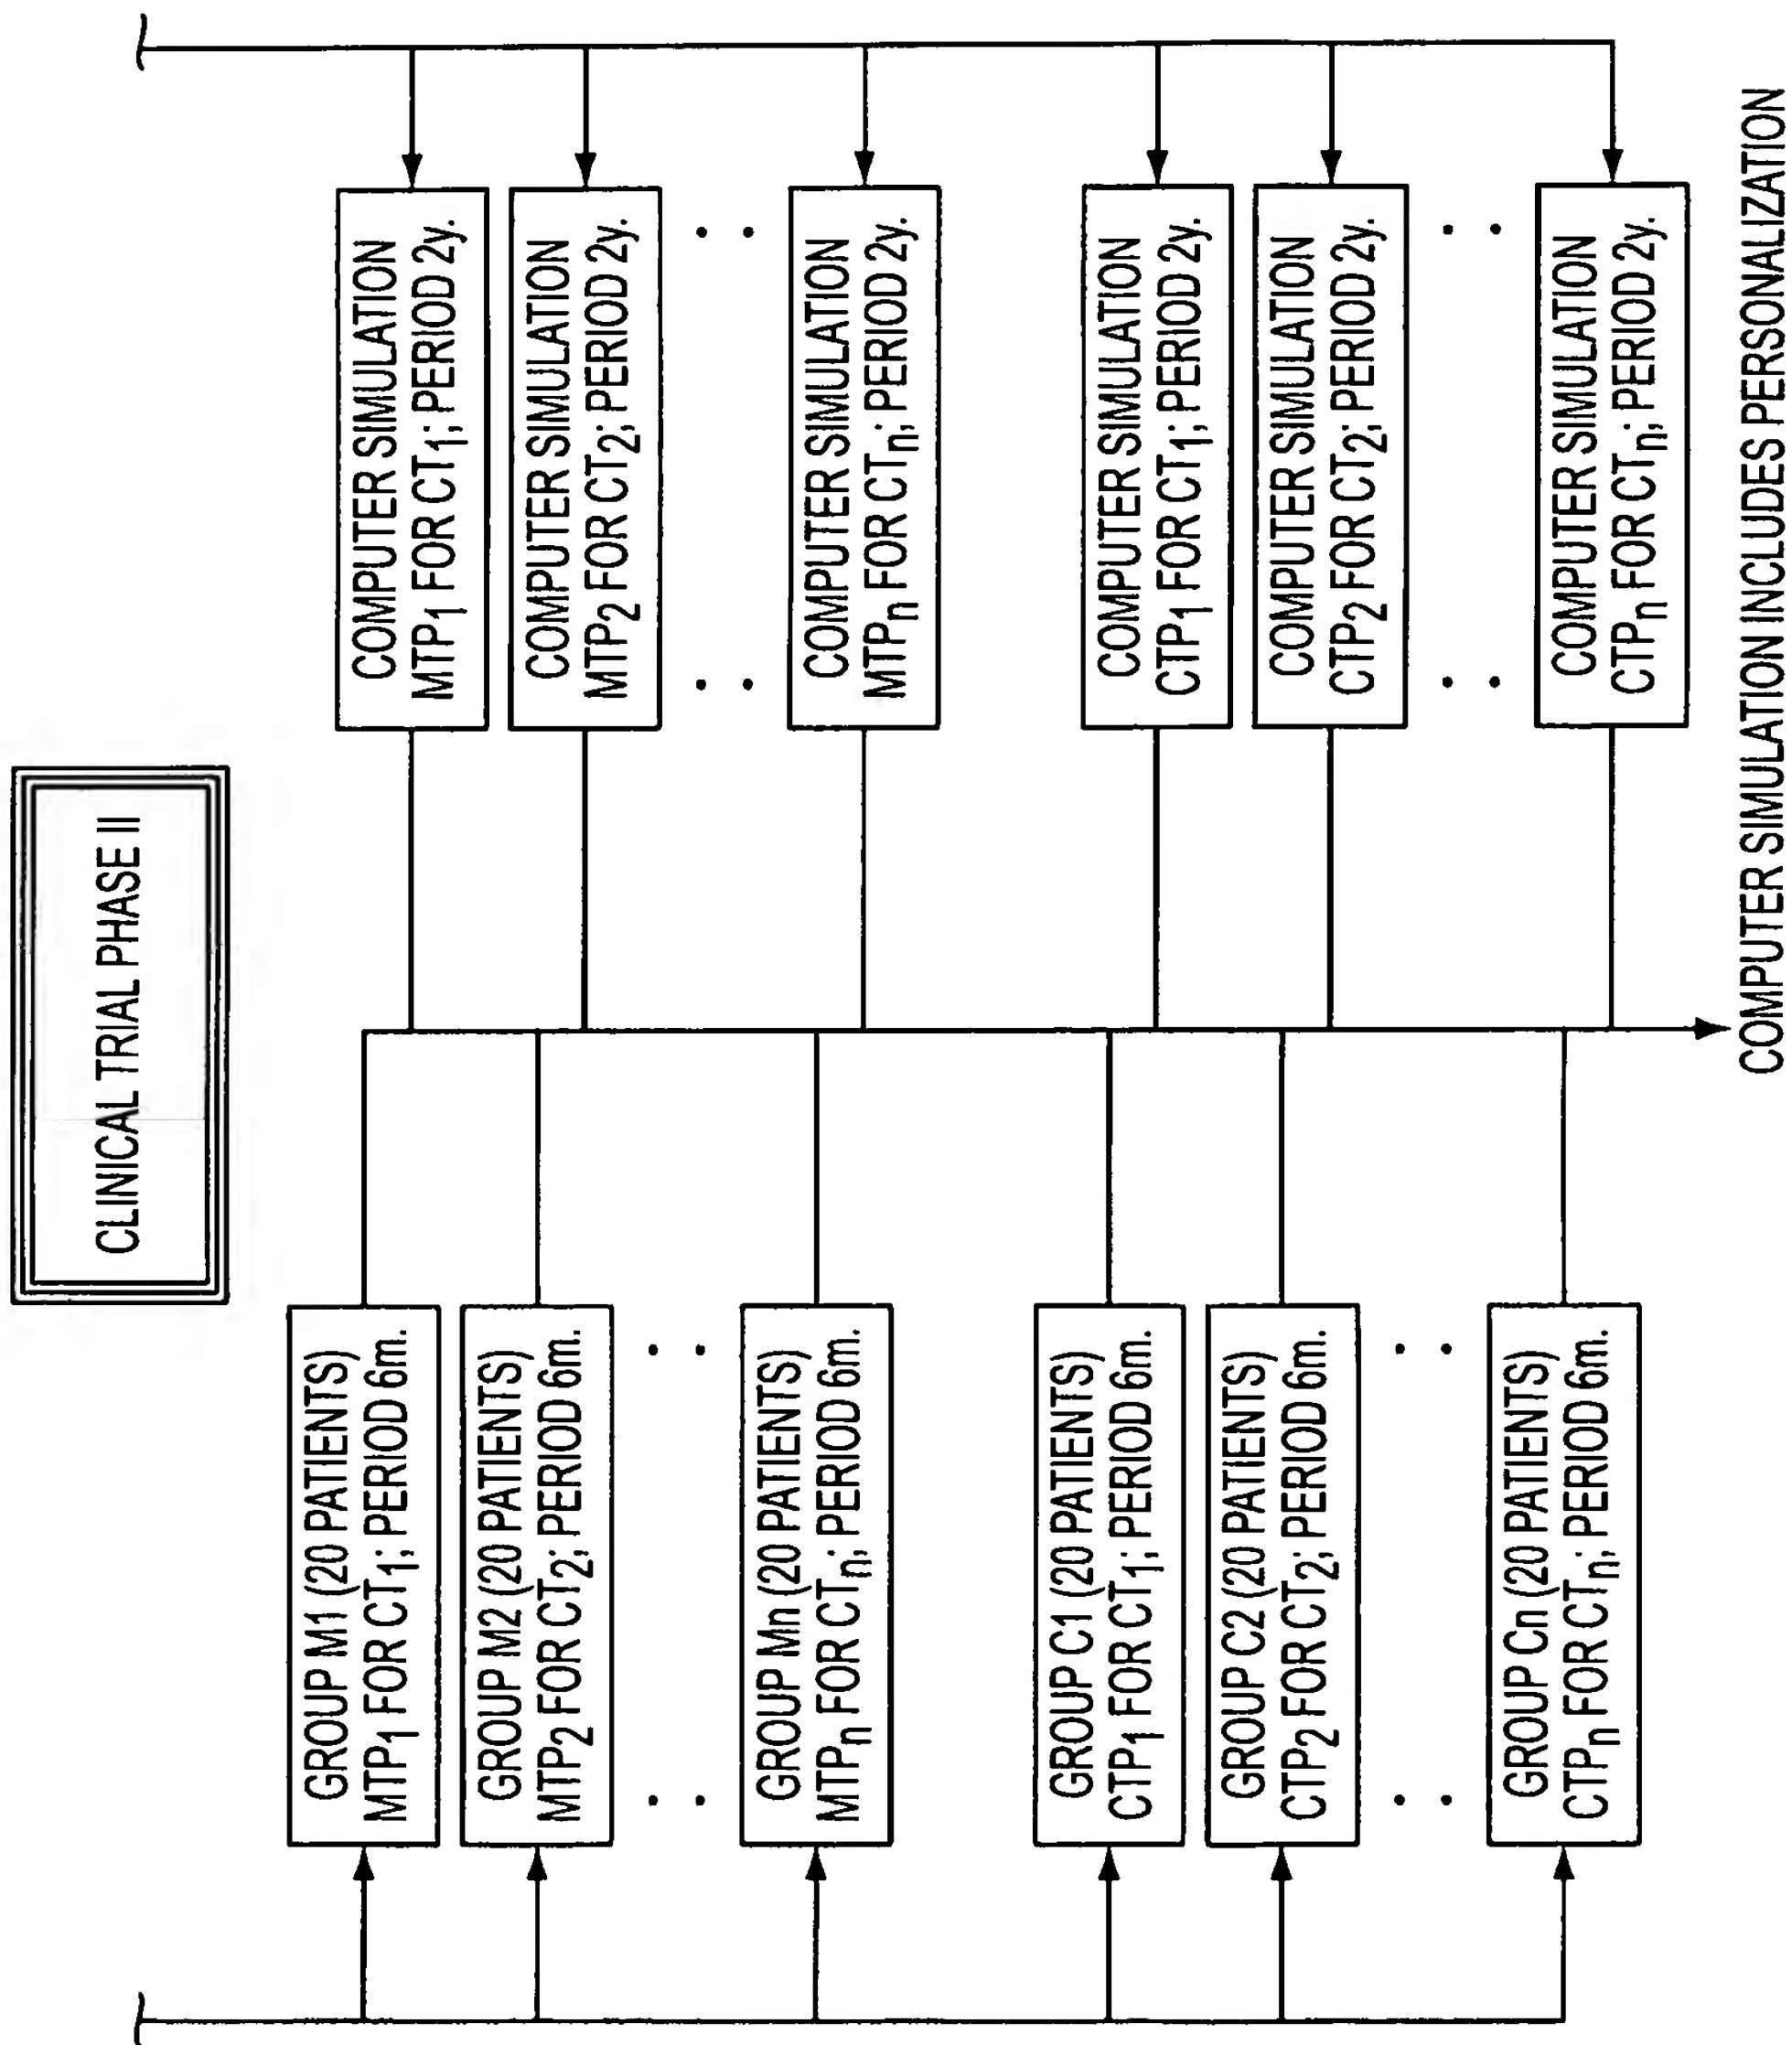 CLINICAL TRIAL PHASE II
GROUP M1 (20 PATIENTS)
MTP₁ FOR CT₁; PERIOD 6m.
GROUP M2 (20 PATIENTS)
MTP₂ FOR CT₂; PERIOD 6m.
. .
. .
GROUP Mn (20 PATIENTS)
MTPₙ FOR CTₙ; PERIOD 6m.
GROUP C1 (20 PATIENTS)
CTP₁ FOR CT₁; PERIOD 6m.
GROUP C2 (20 PATIENTS)
CTP₂ FOR CT₂; PERIOD 6m.
. .
. .
GROUP Cn (20 PATIENTS)
CTPₙ FOR CTₙ; PERIOD 6m.
COMPUTER SIMULATION
MTP₁ FOR CT₁; PERIOD 2y.
COMPUTER SIMULATION
MTP₂ FOR CT₂; PERIOD 2y.
. .
. .
COMPUTER SIMULATION
MTPₙ FOR CTₙ; PERIOD 2y.
COMPUTER SIMULATION
CTP₁ FOR CT₁; PERIOD 2y.
COMPUTER SIMULATION
CTP₂ FOR CT₂; PERIOD 2y.
. .
. .
COMPUTER SIMULATION
CTPₙ FOR CTₙ; PERIOD 2y.
COMPUTER SIMULATION INCLUDES PERSONALIZATION